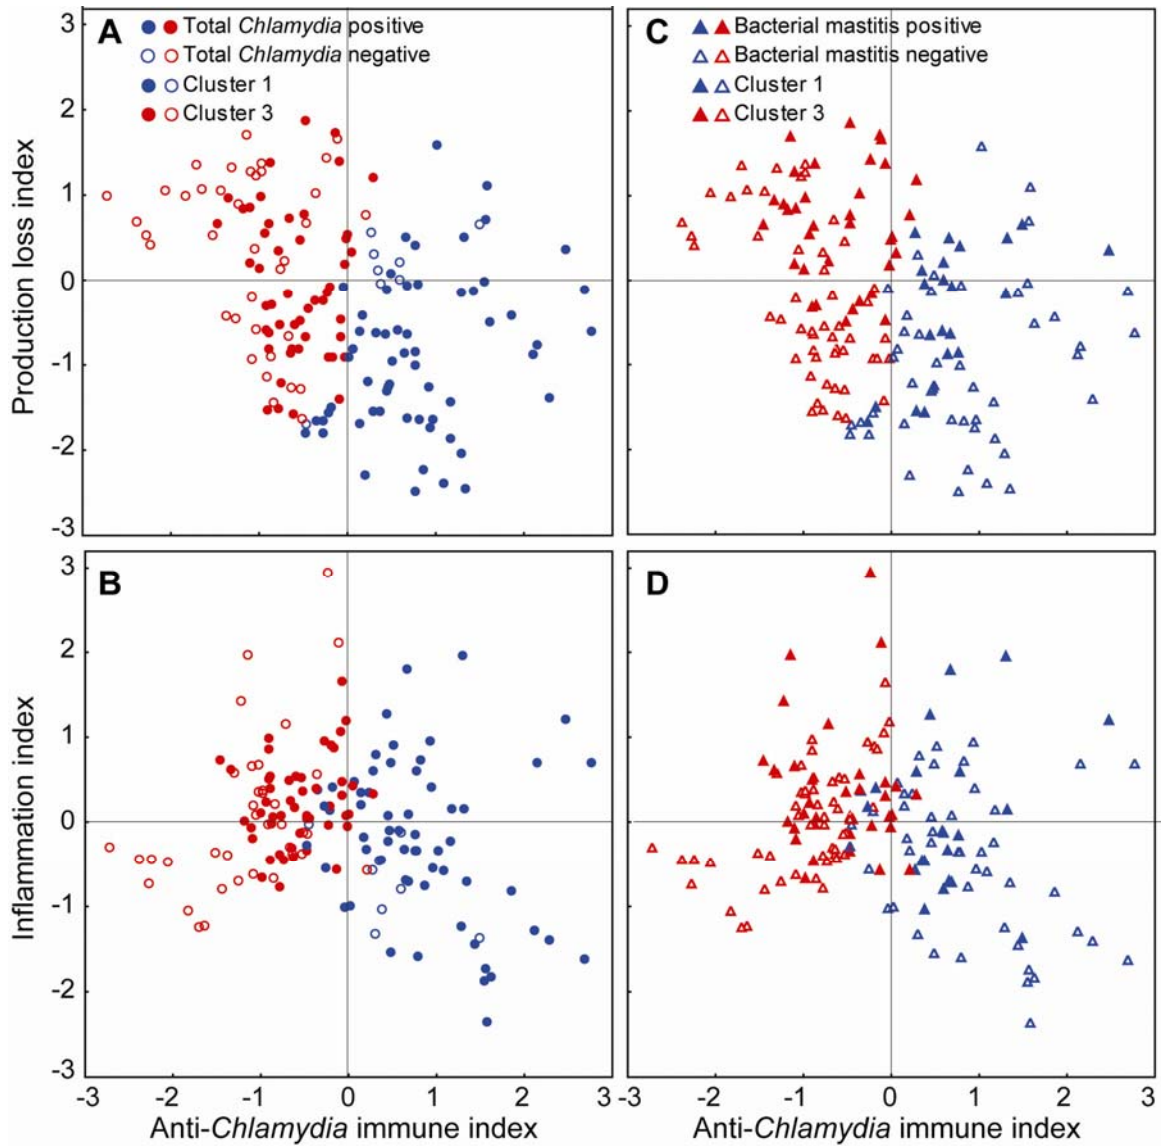 A
Total Chlamydia positive
Total Chlamydia negative
Cluster 1
Cluster 3
3
2
1
0
-1
-2
-3
Production loss index
C
Bacterial mastitis positive
Bacterial mastitis negative
Cluster 1
Cluster 3
B
3
2
1
0
-1
-2
-3
Inflammation index
-3 -2 -1 0 1 2 3
Anti-Chlamydia immune index
D
-3 -2 -1 0 1 2 3
Anti-Chlamydia immune index